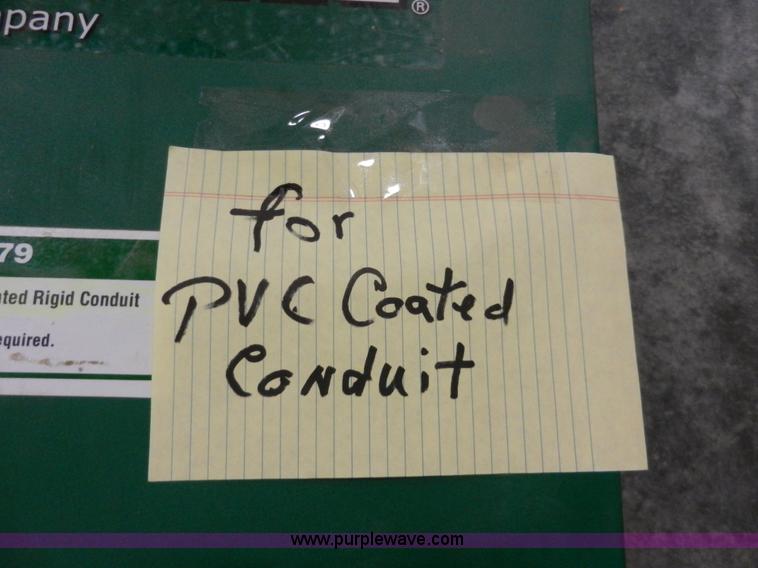 pany
®
for
PVC Coated
Conduit
79
ted Rigid Conduit
equired.
www.purplewave.com